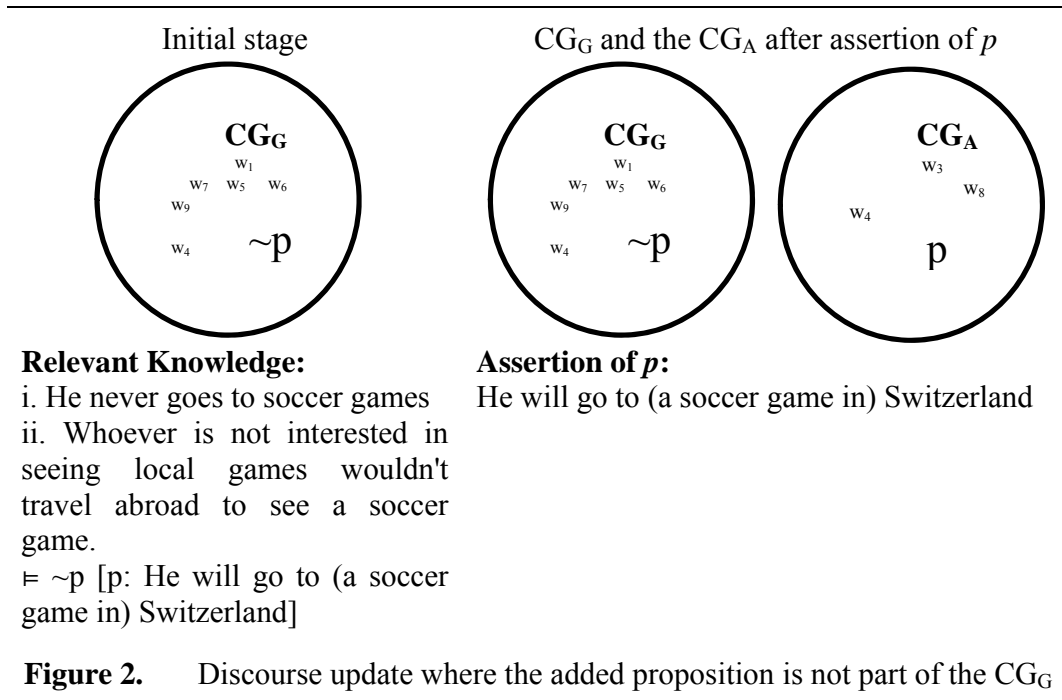 Initial stage
CG_G and the CG_A after assertion of p
CG_G
w₁
w₇ w₅ w₆
w₉
w₄ ~p
CG_G
w₁
w₇ w₅ w₆
w₉
w₄ ~p
CG_A
w₃
w₈
w₄
p
Relevant Knowledge:
i. He never goes to soccer games
ii. Whoever is not interested in
seeing local games wouldn't
travel abroad to see a soccer
game.
⊨ ~p [p: He will go to (a soccer
game in) Switzerland]
Assertion of p:
He will go to (a soccer game in) Switzerland
Figure 2. Discourse update where the added proposition is not part of the CG_G